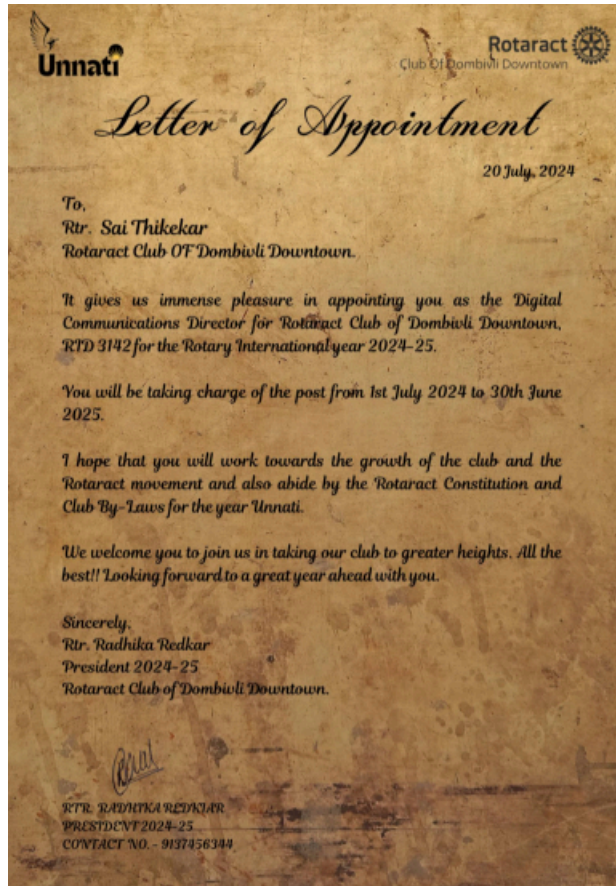 Unnati
Rotaract
Club Of Dombivli Downtown
Letter of Appointment
20 July, 2024
To,
Rtr. Sai Thikekar
Rotaract Club OF Dombivli Downtown.
It gives us immense pleasure in appointing you as the Digital
Communications Director for Rotaract Club of Dombivli Downtown,
RID 3142 for the Rotary International year 2024-25.
You will be taking charge of the post from 1st July 2024 to 30th June
2025.
I hope that you will work towards the growth of the club and the
Rotaract movement and also abide by the Rotaract Constitution and
Club By-Laws for the year Unnati.
We welcome you to join us in taking our club to greater heights. All the
best!! Looking forward to a great year ahead with you.
Sincerely,
Rtr. Radhika Redkar
President 2024-25
Rotaract Club of Dombivli Downtown.
RTR. RADHIKA REDKAR
PRESIDENT 2024-25
CONTACT NO. - 9137456344